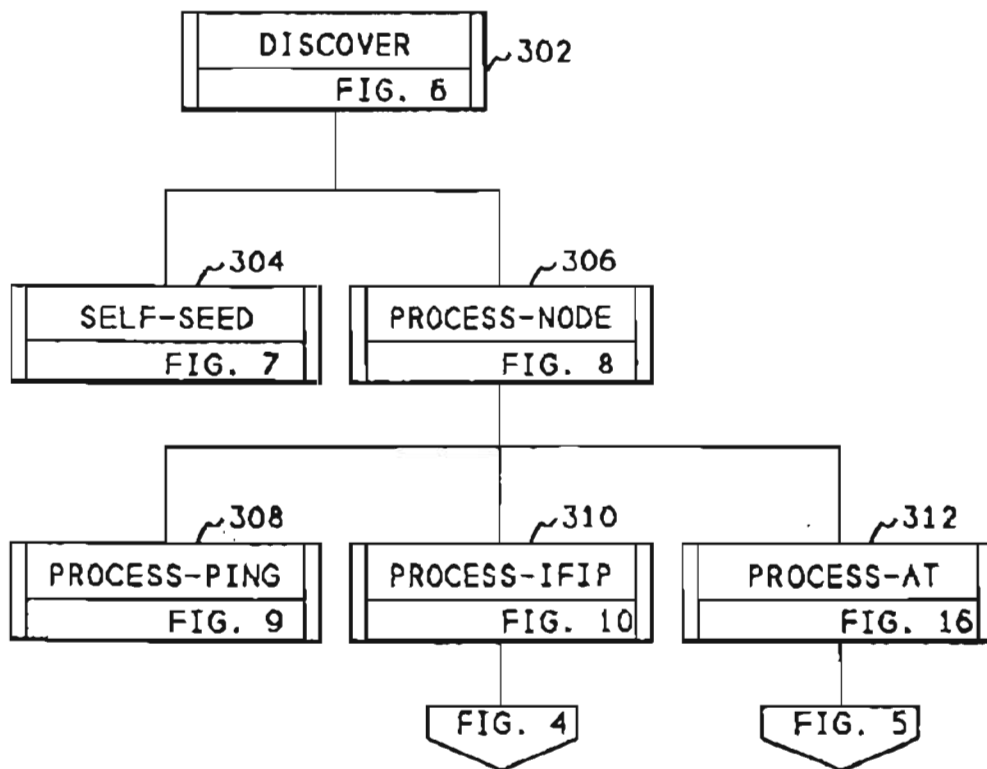 DISCOVER
302
FIG. 6
304
306
SELF-SEED
PROCESS-NODE
FIG. 7
FIG. 8
308
310
312
PROCESS-PING
PROCESS-IFIP
PROCESS-AT
FIG. 9
FIG. 10
FIG. 16
FIG. 4
FIG. 5